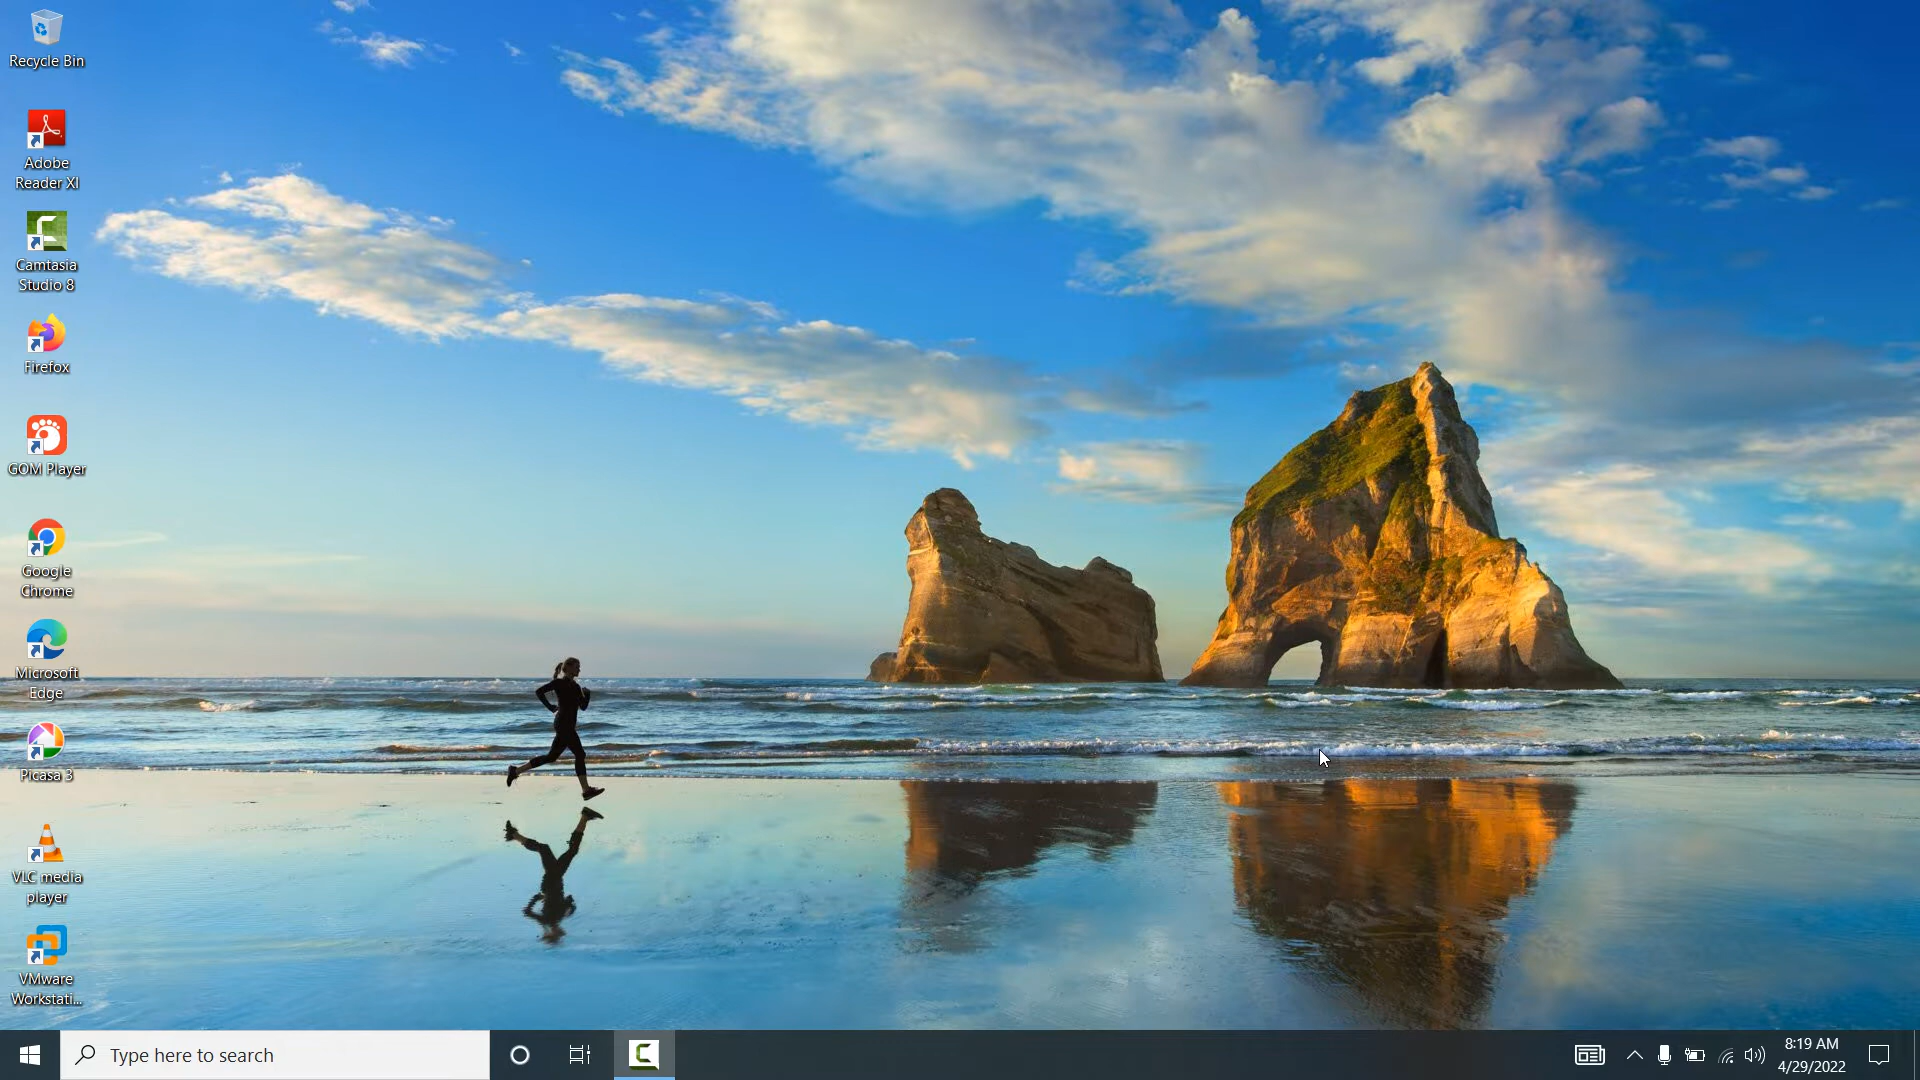 Recycle Bin
Adobe
Reader XI
Camtasia
Studio 8
Firefox
GOM Player
Google
Chrome
Microsoft
Edge
Picasa 3
VLC media
player
VMware
Workstati...
Type here to search
8:19 AM
4/29/2022